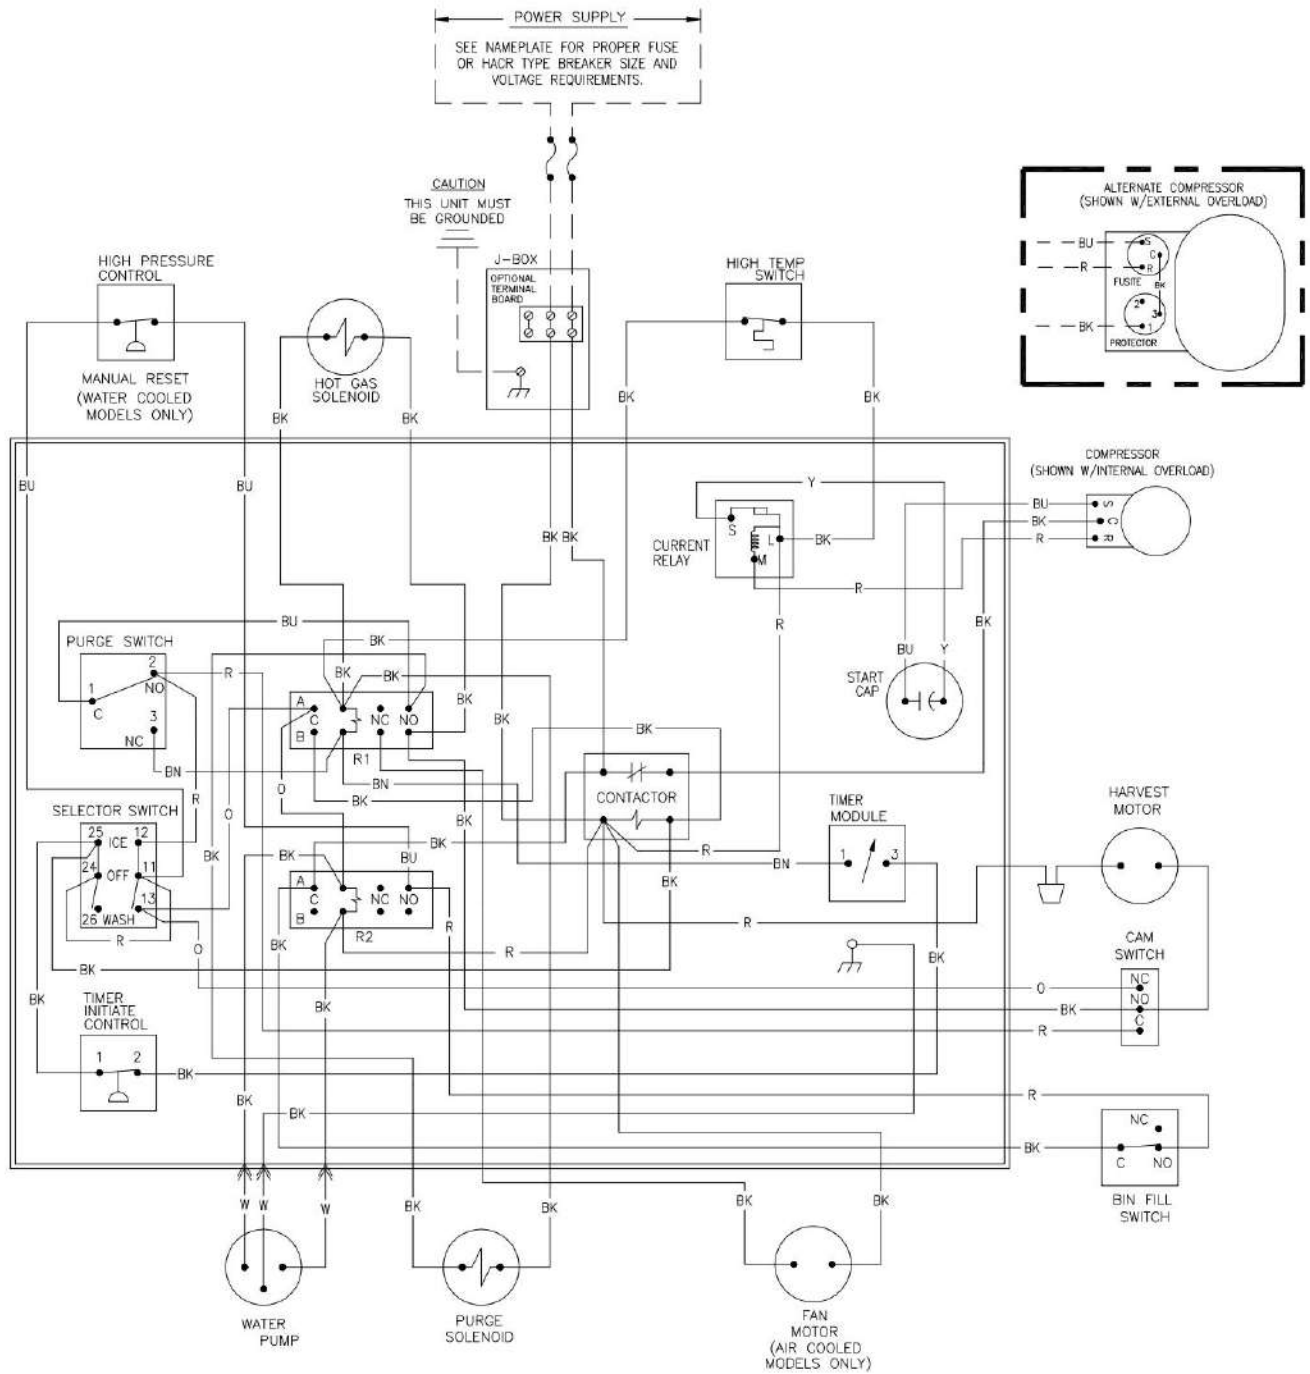 POWER SUPPLY
SEE NAMEPLATE FOR PROPER FUSE
OR HACR TYPE BREAKER SIZE AND
VOLTAGE REQUIREMENTS.
CAUTION
THIS UNIT MUST
BE GROUNDED
ALTERNATE COMPRESSOR
(SHOWN W/EXTERNAL OVERLOAD)
BU
S
C
R
R
FUSITE
BK
2
3
BK
1
PROTECTOR
HIGH PRESSURE
CONTROL
J-BOX
OPTIONAL
TERMINAL
BOARD
HIGH TEMP
SWITCH
MANUAL RESET
(WATER COOLED
MODELS ONLY)
HOT GAS
SOLENOID
BK
BK
BK
BK
COMPRESSOR
(SHOWN W/INTERNAL OVERLOAD)
BU
BU
Y
BU
S
BK
C
R
R
S
L
M
BK
CURRENT
RELAY
BK BK
R
R
BK
BU
Y
START
CAP
BU
PURGE SWITCH
2
NO
1
C
3
NC
R
BK
BK
BK
BK
A
C
NC
NO
B
R1
BK
BK
BN
BN
R
O
O
BK
BK
CONTACTOR
TIMER
MODULE
1
3
HARVEST
MOTOR
SELECTOR SWITCH
25
ICE
12
24
OFF
11
13
26 WASH
R
BK
BK
BK
BU
R
BN
BK
A
C
NC
NO
B
R2
R
R
R
O
BK
BK
BK
BK
BK
CAM
SWITCH
NC
NO
C
O
BK
R
TIMER
INITIATE
CONTROL
1
2
BK
BK
BK
R
BK
NC
C
NO
BIN FILL
SWITCH
W
W
W
BK
BK
BK
BK
WATER
PUMP
PURGE
SOLENOID
FAN
MOTOR
(AIR COOLED
MODELS ONLY)